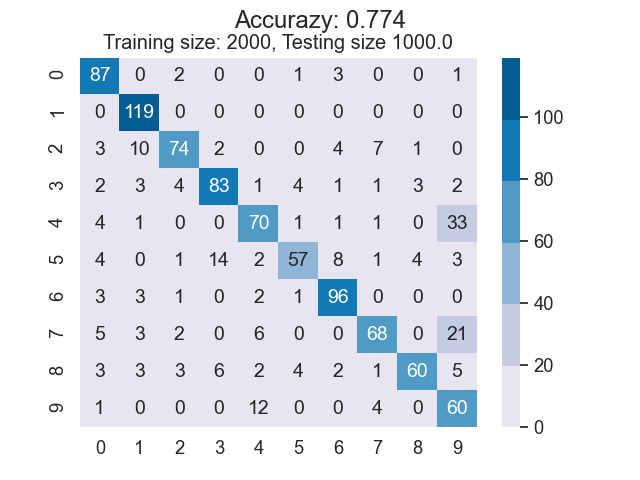 Accurazy: 0.774
Training size: 2000, Testing size 1000.0
0 87 0 2 0 0 1 3 0 0 1
1 0 119 0 0 0 0 0 0 0 0
2 3 10 74 2 0 0 4 7 1 0
3 2 3 4 83 1 4 1 1 3 2
4 4 1 0 0 70 1 1 1 0 33
5 4 0 1 14 2 57 8 1 4 3
6 3 3 1 0 2 1 96 0 0 0
7 5 3 2 0 6 0 0 68 0 21
8 3 3 3 6 2 4 2 1 60 5
9 1 0 0 0 12 0 0 4 0 60
0 1 2 3 4 5 6 7 8 9
100
80
60
40
20
0